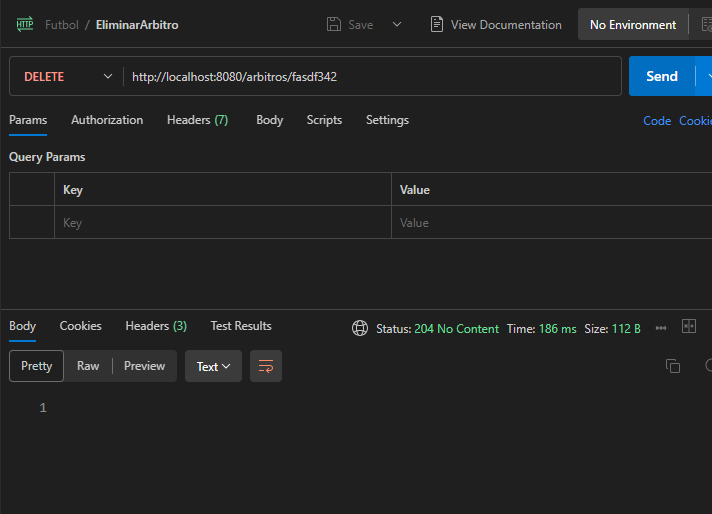 HTTP Futbol / EliminarArbitro Save View Documentation No Environment
DELETE http://localhost:8080/arbitros/fasdf342 Send
Params Authorization Headers (7) Body Scripts Settings Code Cookie
Query Params
Key Value
Key Value
Body Cookies Headers (3) Test Results Status: 204 No Content Time: 186 ms Size: 112 B
Pretty Raw Preview Text
1